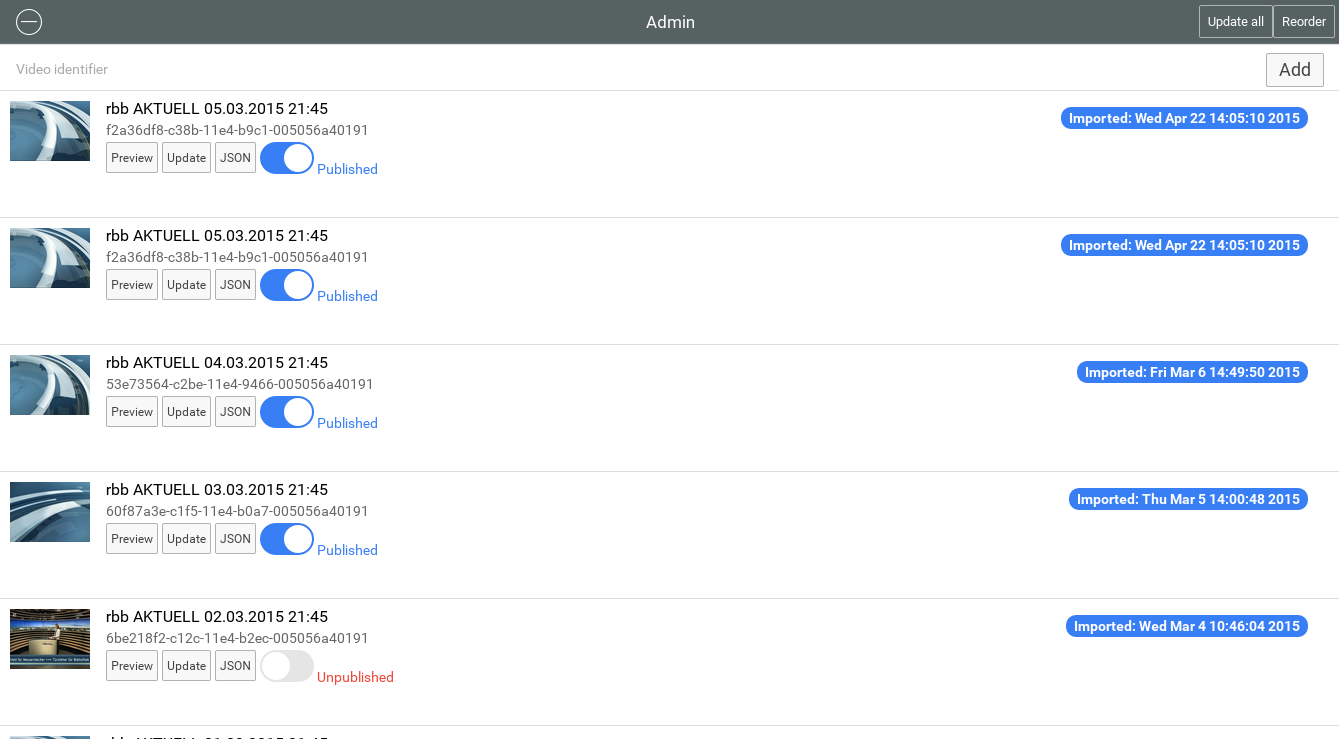 Admin
Update all
Reorder
Video identifier
Add
rbb AKTUELL 05.03.2015 21:45
Imported: Wed Apr 22 14:05:10 2015
f2a36df8-c38b-11e4-b9c1-005056a40191
Preview Update JSON Published
rbb AKTUELL 05.03.2015 21:45
Imported: Wed Apr 22 14:05:10 2015
f2a36df8-c38b-11e4-b9c1-005056a40191
Preview Update JSON Published
rbb AKTUELL 04.03.2015 21:45
Imported: Fri Mar 6 14:49:50 2015
53e73564-c2be-11e4-9466-005056a40191
Preview Update JSON Published
rbb AKTUELL 03.03.2015 21:45
Imported: Thu Mar 5 14:00:48 2015
60f87a3e-c1f5-11e4-b0a7-005056a40191
Preview Update JSON Published
rbb AKTUELL 02.03.2015 21:45
Imported: Wed Mar 4 10:46:04 2015
6be218f2-c12c-11e4-b2ec-005056a40191
Preview Update JSON Unpublished